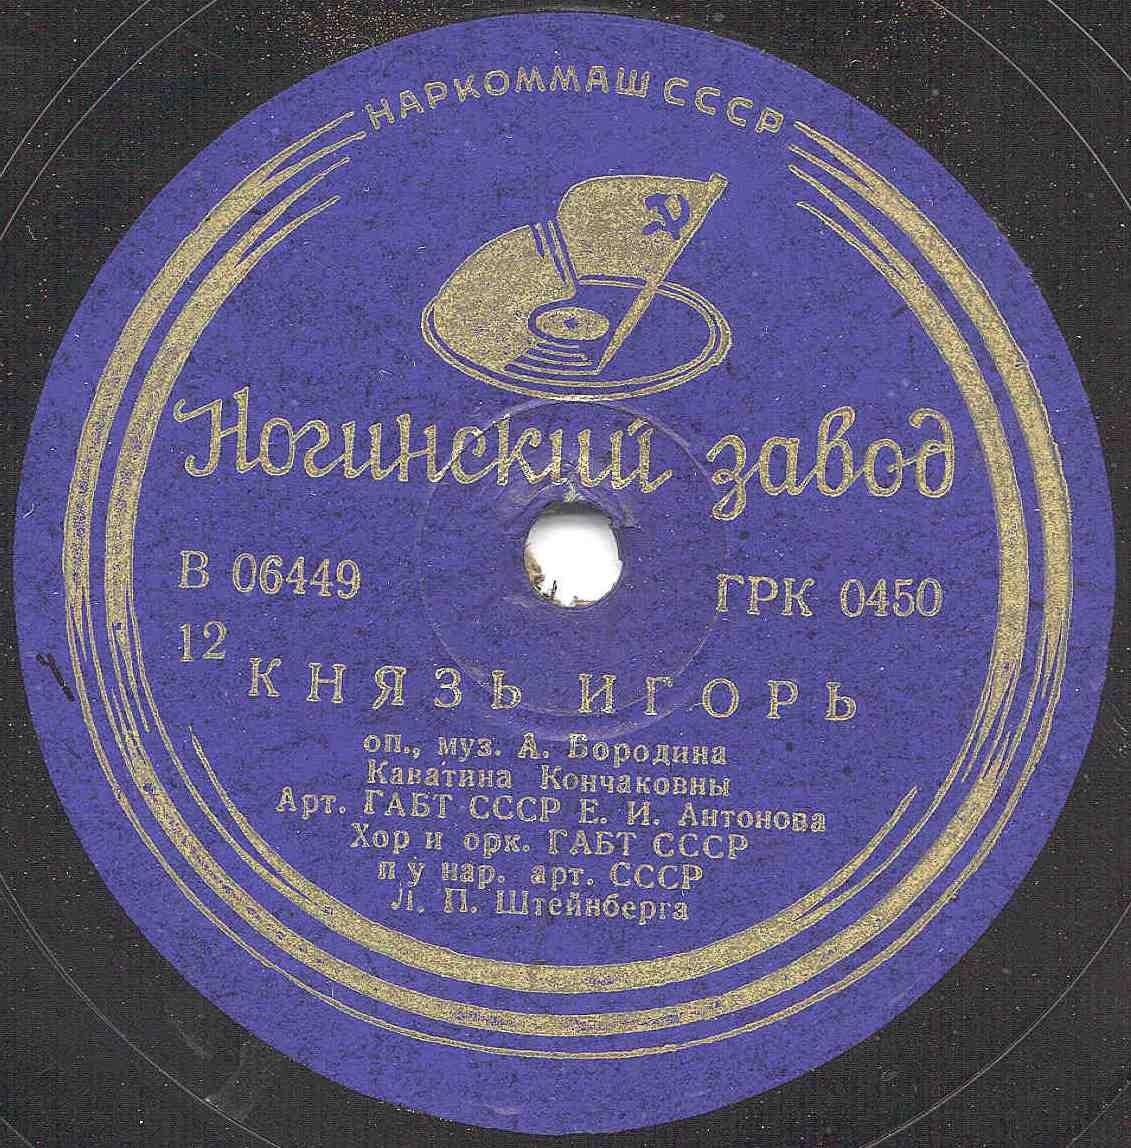 НАРКОММАШ СССР
Ногинский завод
В 06449
ГРК 0450
12
КНЯЗЬ ИГОРЬ
оп., муз. А. Бородина
Каватина Кончаковны
Арт. ГАБТ СССР Е. И. Антонова
Хор и орк. ГАБТ СССР
п у нар. арт. СССР
Л. П. Штейнберга